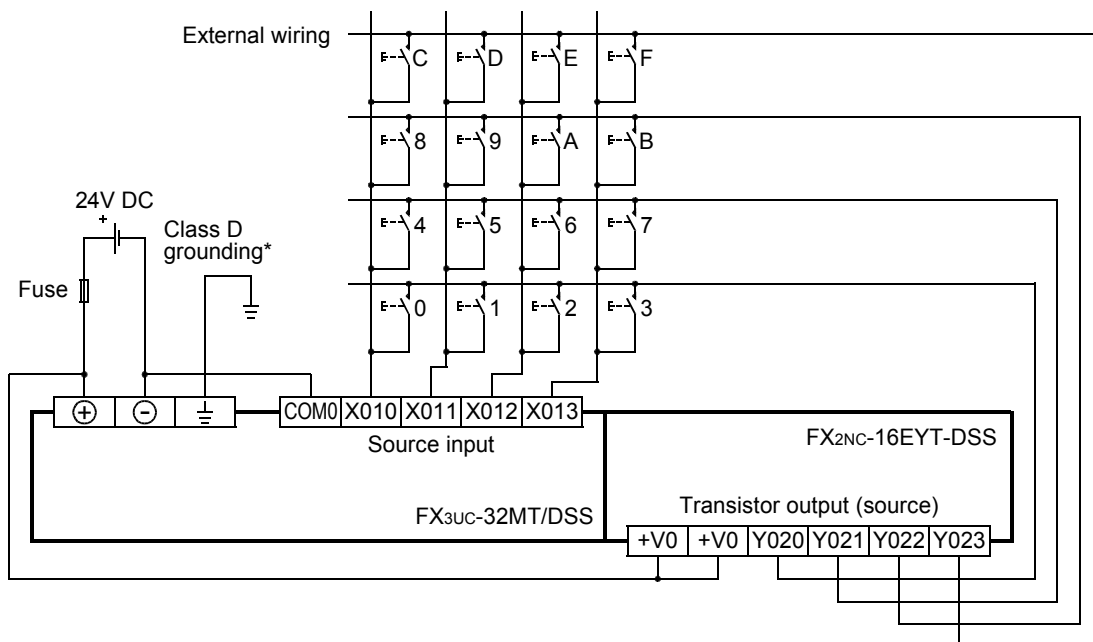 External wiring
C D E F
8 9 A B
24V DC
+
Class D
grounding*
4 5 6 7
Fuse
0 1 2 3
+ - COM0 X010 X011 X012 X013
Source input
FX2NC-16EYT-DSS
Transistor output (source)
FX3UC-32MT/DSS
+V0 +V0 Y020 Y021 Y022 Y023